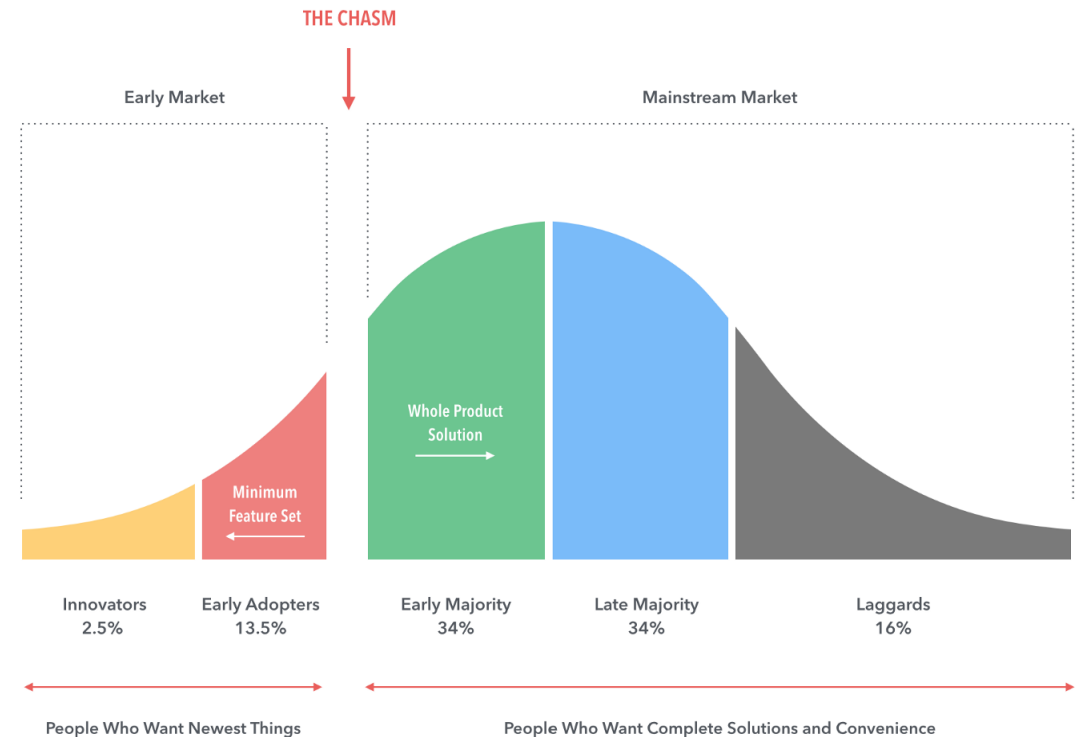 THE CHASM
Early Market
Mainstream Market
Whole Product
Solution
Minimum
Feature Set
Innovators
2.5%
Early Adopters
13.5%
Early Majority
34%
Late Majority
34%
Laggards
16%
People Who Want Newest Things
People Who Want Complete Solutions and Convenience